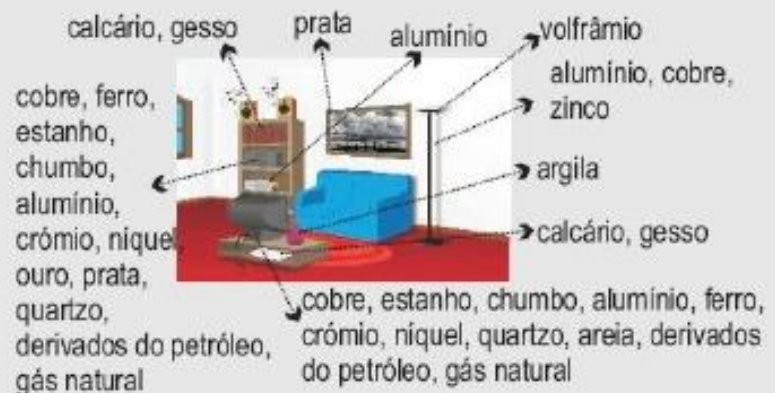 calcário, gesso
prata
alumínio
volfrâmio
alumínio, cobre,
zinco
cobre, ferro,
estanho,
chumbo,
alumínio,
crómio, níquel,
ouro, prata,
quartzo,
derivados do petróleo,
gás natural
argila
calcário, gesso
cobre, estanho, chumbo, alumínio, ferro,
crómio, níquel, quartzo, areia, derivados
do petróleo, gás natural